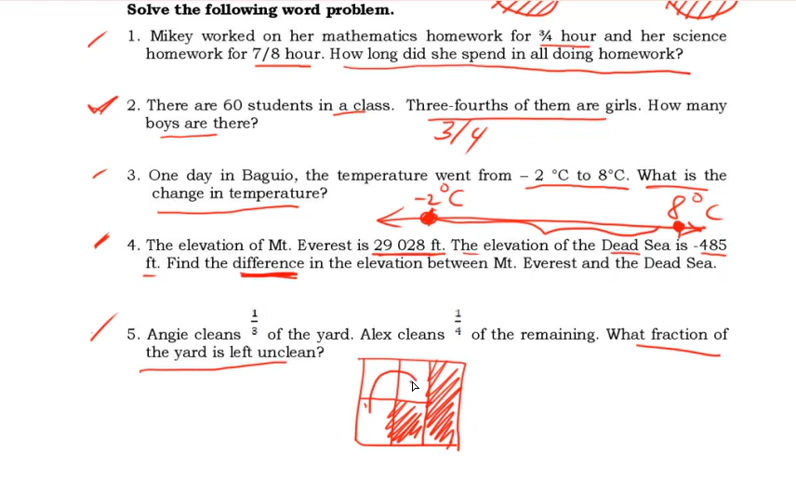 Solve the following word problem.
1. Mikey worked on her mathematics homework for ¾ hour and her science
homework for 7/8 hour. How long did she spend in all doing homework?
2. There are 60 students in a class. Three-fourths of them are girls. How many
boys are there?
3/4
3. One day in Baguio, the temperature went from – 2 °C to 8°C. What is the
change in temperature?
-2°C
8°C
4. The elevation of Mt. Everest is 29 028 ft. The elevation of the Dead Sea is -485
ft. Find the difference in the elevation between Mt. Everest and the Dead Sea.
5. Angie cleans 1/3 of the yard. Alex cleans 1/4 of the remaining. What fraction of
the yard is left unclean?